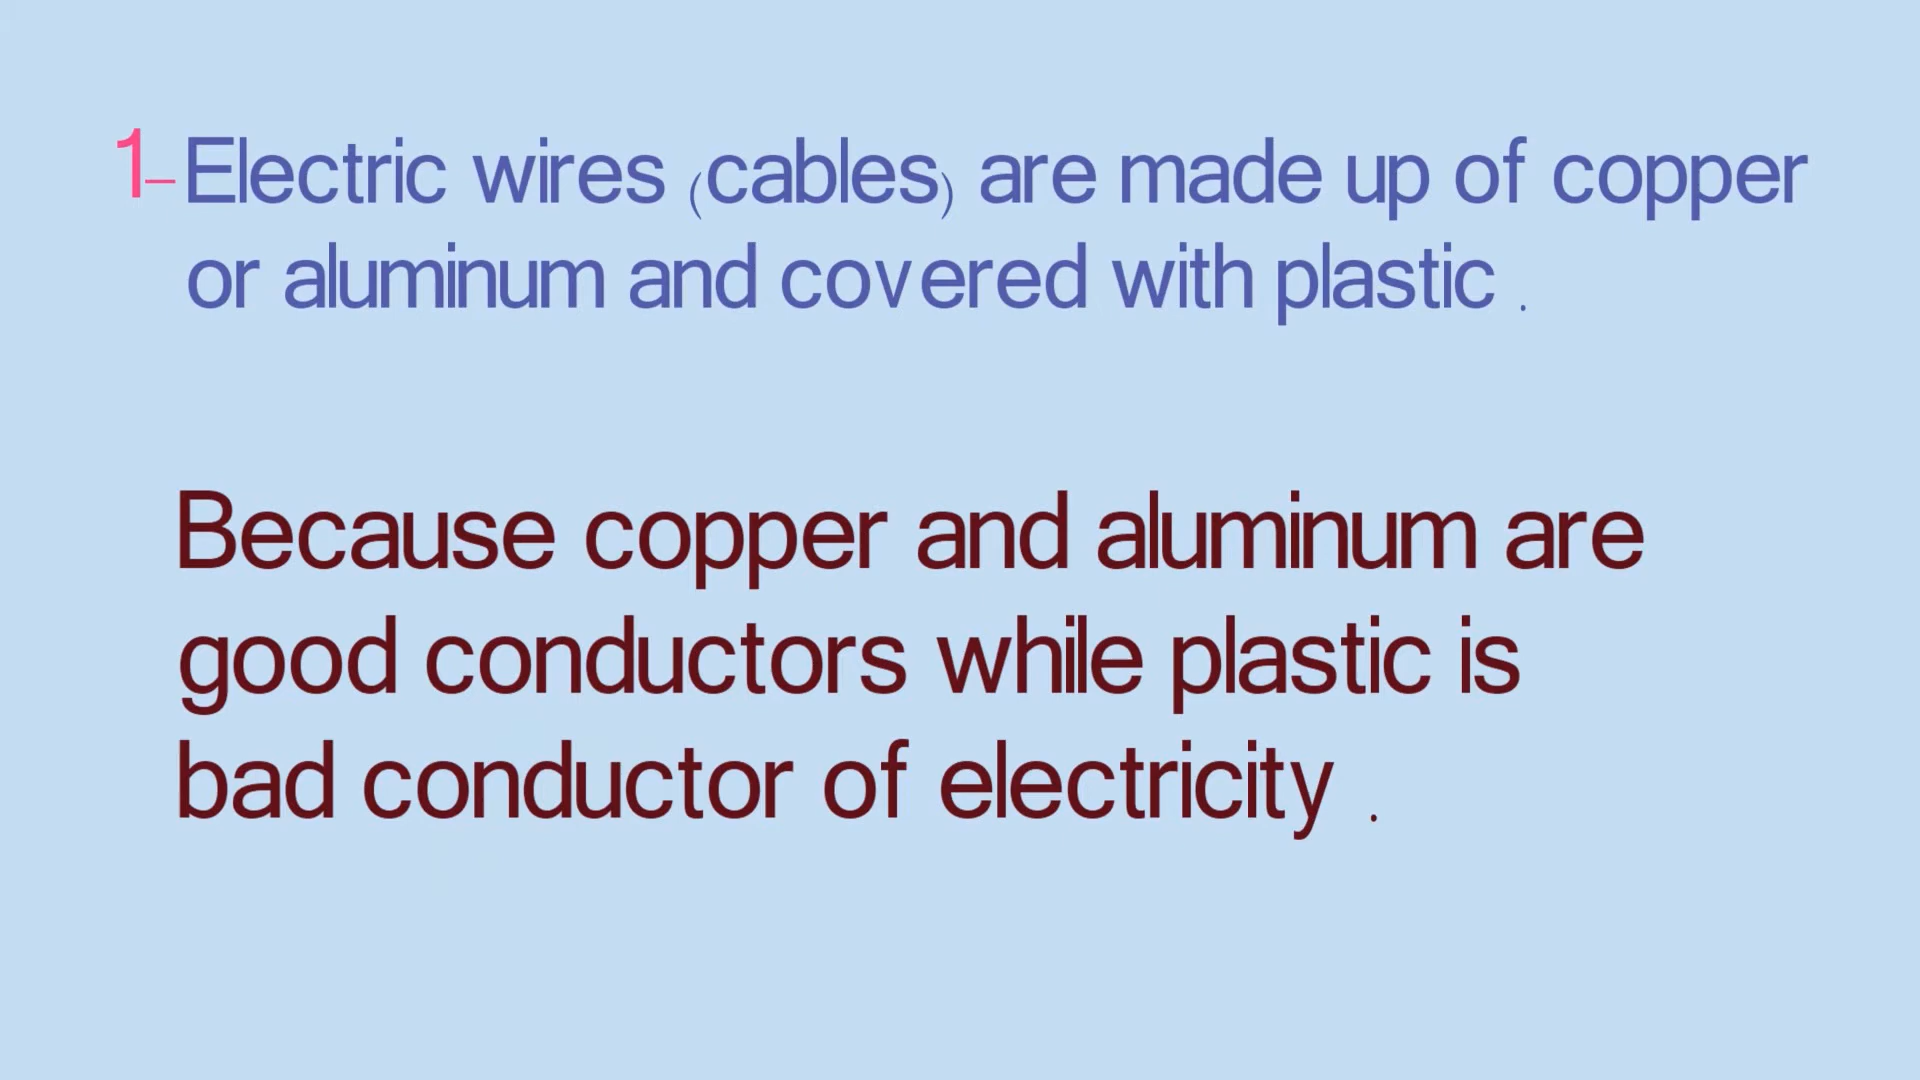 1- Electric wires (cables) are made up of copper
or aluminum and covered with plastic .
Because copper and aluminum are
good conductors while plastic is
bad conductor of electricity .